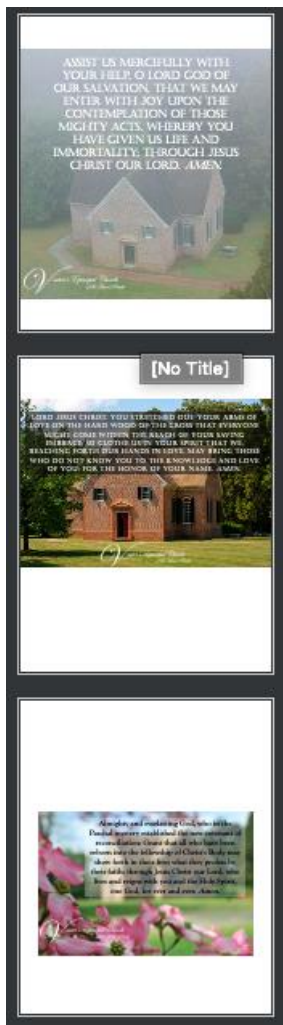 ASSIST US MERCIFULLY WITH
YOUR HELP, O LORD GOD OF
OUR SALVATION, THAT WE MAY
ENTER WITH JOY UPON THE
CONTEMPLATION OF THOSE
MIGHTY ACTS, WHEREBY YOU
HAVE GIVEN US LIFE AND
IMMORTALITY; THROUGH JESUS
CHRIST OUR LORD. AMEN.
Episcopal Church
[No Title]
LORD JESUS CHRIST, YOU STRETCHED OUT YOUR ARMS OF
LOVE ON THE HARD WOOD OF THE CROSS THAT EVERYONE
MIGHT COME WITHIN THE REACH OF YOUR SAVING
EMBRACE: SO CLOTHE US IN YOUR SPIRIT THAT WE,
REACHING FORTH OUR HANDS IN LOVE, MAY BRING THOSE
WHO DO NOT KNOW YOU TO THE KNOWLEDGE AND LOVE
OF YOU; FOR THE HONOR OF YOUR NAME. AMEN.
Episcopal Church
Almighty and everlasting God, who in the
Paschal mystery established the new covenant of
reconciliation: Grant that all who have been
reborn into the fellowship of Christ's Body may
show forth in their lives what they profess by
their faith; through Jesus Christ our Lord, who
lives and reigns with you and the Holy Spirit,
one God, for ever and ever. Amen.